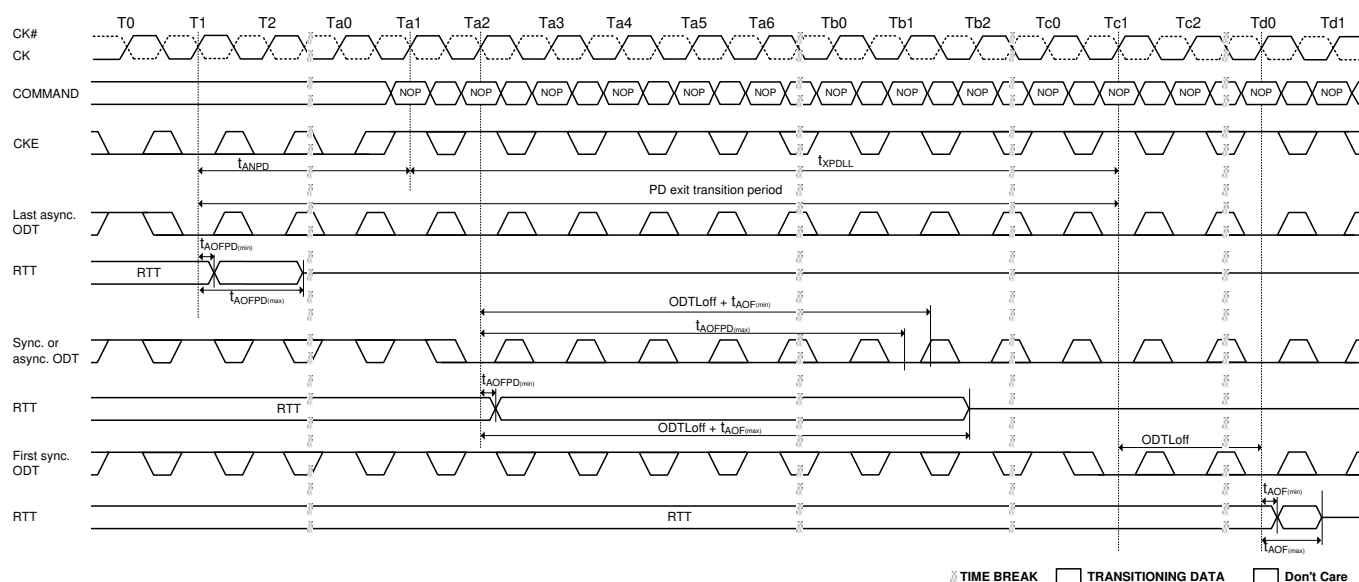 T0 T1 T2 Ta0 Ta1 Ta2 Ta3 Ta4 Ta5 Ta6 Tb0 Tb1 Tb2 Tc0 Tc1 Tc2 Td0 Td1
CK#
CK
COMMAND NOP NOP NOP NOP NOP NOP NOP NOP NOP NOP NOP NOP NOP NOP
CKE
tANPD tXPDLL
PD exit transition period
Last async.
ODT
tAOFPD(min)
RTT RTT
tAOFPD(max)
ODTLoff + tAOF(min)
tAOFPD(max)
Sync. or
async. ODT
tAOFPD(min)
RTT RTT
ODTLoff + tAOF(max)
ODTLoff
First sync.
ODT
tAOF(min)
RTT RTT
tAOF(max)
TIME BREAK TRANSITIONING DATA Don't Care